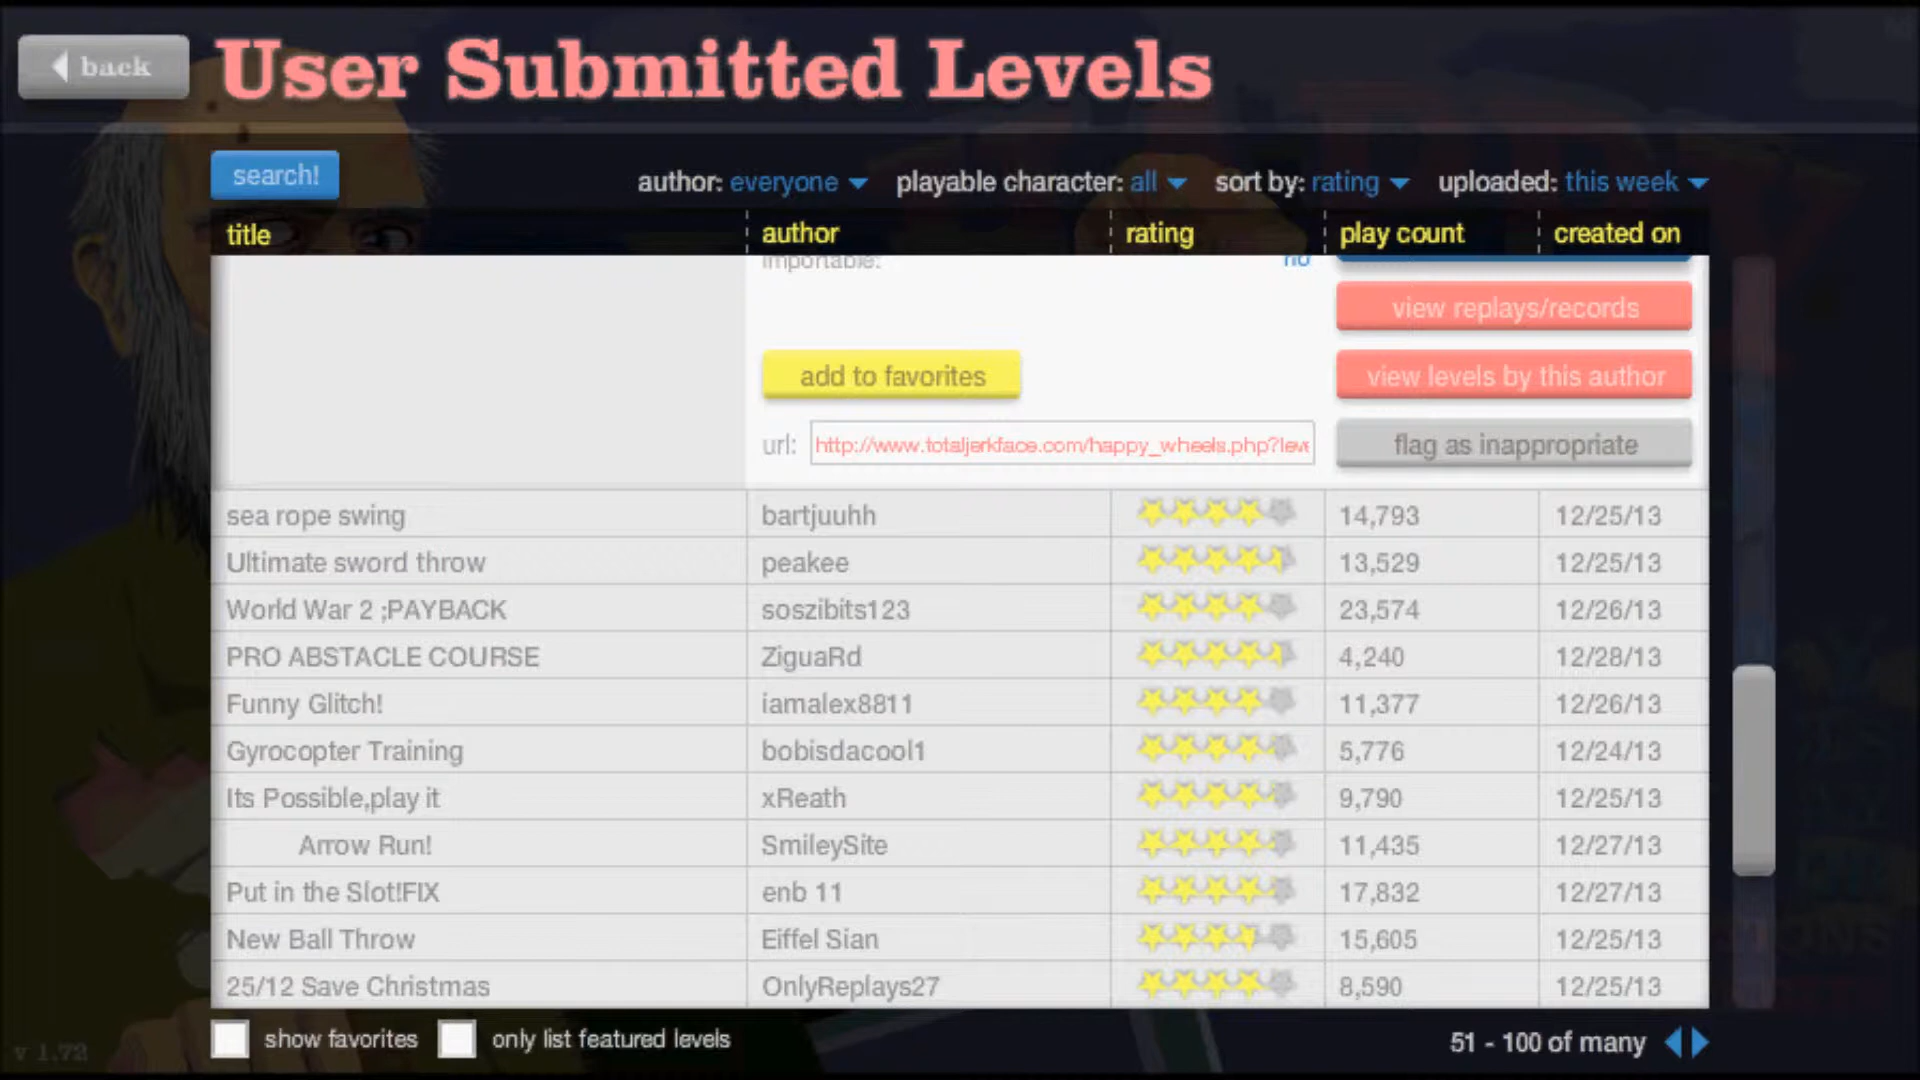 back
User Submitted Levels
search!
author: everyone playable character: all sort by: rating uploaded: this week
title author rating play count created on
importable: no
view replays/records
add to favorites view levels by this author
url: http://www.totaljerkface.com/happy_wheels.php?leve flag as inappropriate
sea rope swing bartjuuhh 14,793 12/25/13
Ultimate sword throw peakee 13,529 12/25/13
World War 2 ;PAYBACK soszibits123 23,574 12/26/13
PRO ABSTACLE COURSE ZiguaRd 4,240 12/28/13
Funny Glitch! iamalex8811 11,377 12/26/13
Gyrocopter Training bobisdacool1 5,776 12/24/13
Its Possible,play it xReath 9,790 12/25/13
Arrow Run! SmileySite 11,435 12/27/13
Put in the Slot!FIX enb 11 17,832 12/27/13
New Ball Throw Eiffel Sian 15,605 12/25/13
25/12 Save Christmas OnlyReplays27 8,590 12/25/13
show favorites only list featured levels 51 - 100 of many
v 1.72